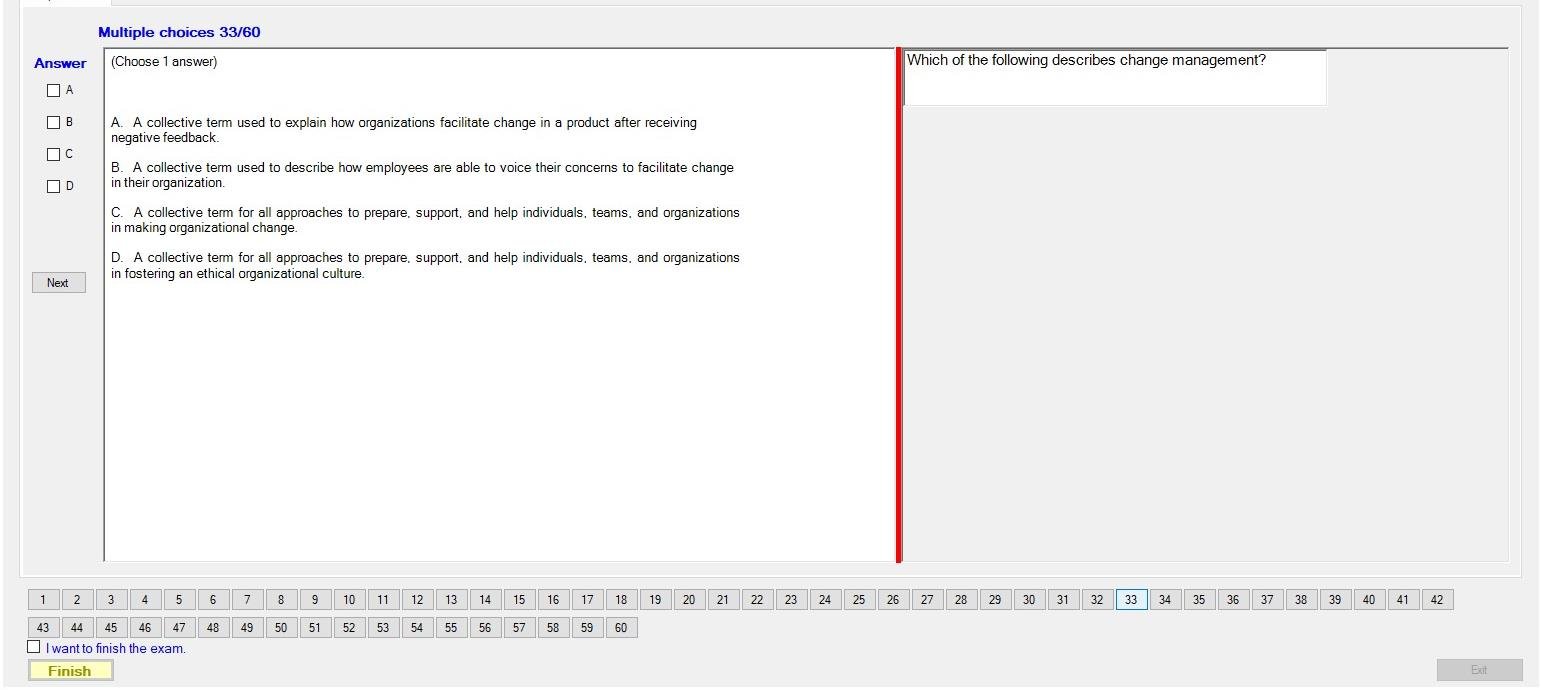 Multiple choices 33/60
Answer
(Choose 1 answer)
Which of the following describes change management?
A
B
C
D
A. A collective term used to explain how organizations facilitate change in a product after receiving
negative feedback.
B. A collective term used to describe how employees are able to voice their concerns to facilitate change
in their organization.
C. A collective term for all approaches to prepare, support, and help individuals, teams, and organizations
in making organizational change.
D. A collective term for all approaches to prepare, support, and help individuals, teams, and organizations
in fostering an ethical organizational culture.
Next
1 2 3 4 5 6 7 8 9 10 11 12 13 14 15 16 17 18 19 20 21 22 23 24 25 26 27 28 29 30 31 32 33 34 35 36 37 38 39 40 41 42
43 44 45 46 47 48 49 50 51 52 53 54 55 56 57 58 59 60
I want to finish the exam.
Finish
Exit